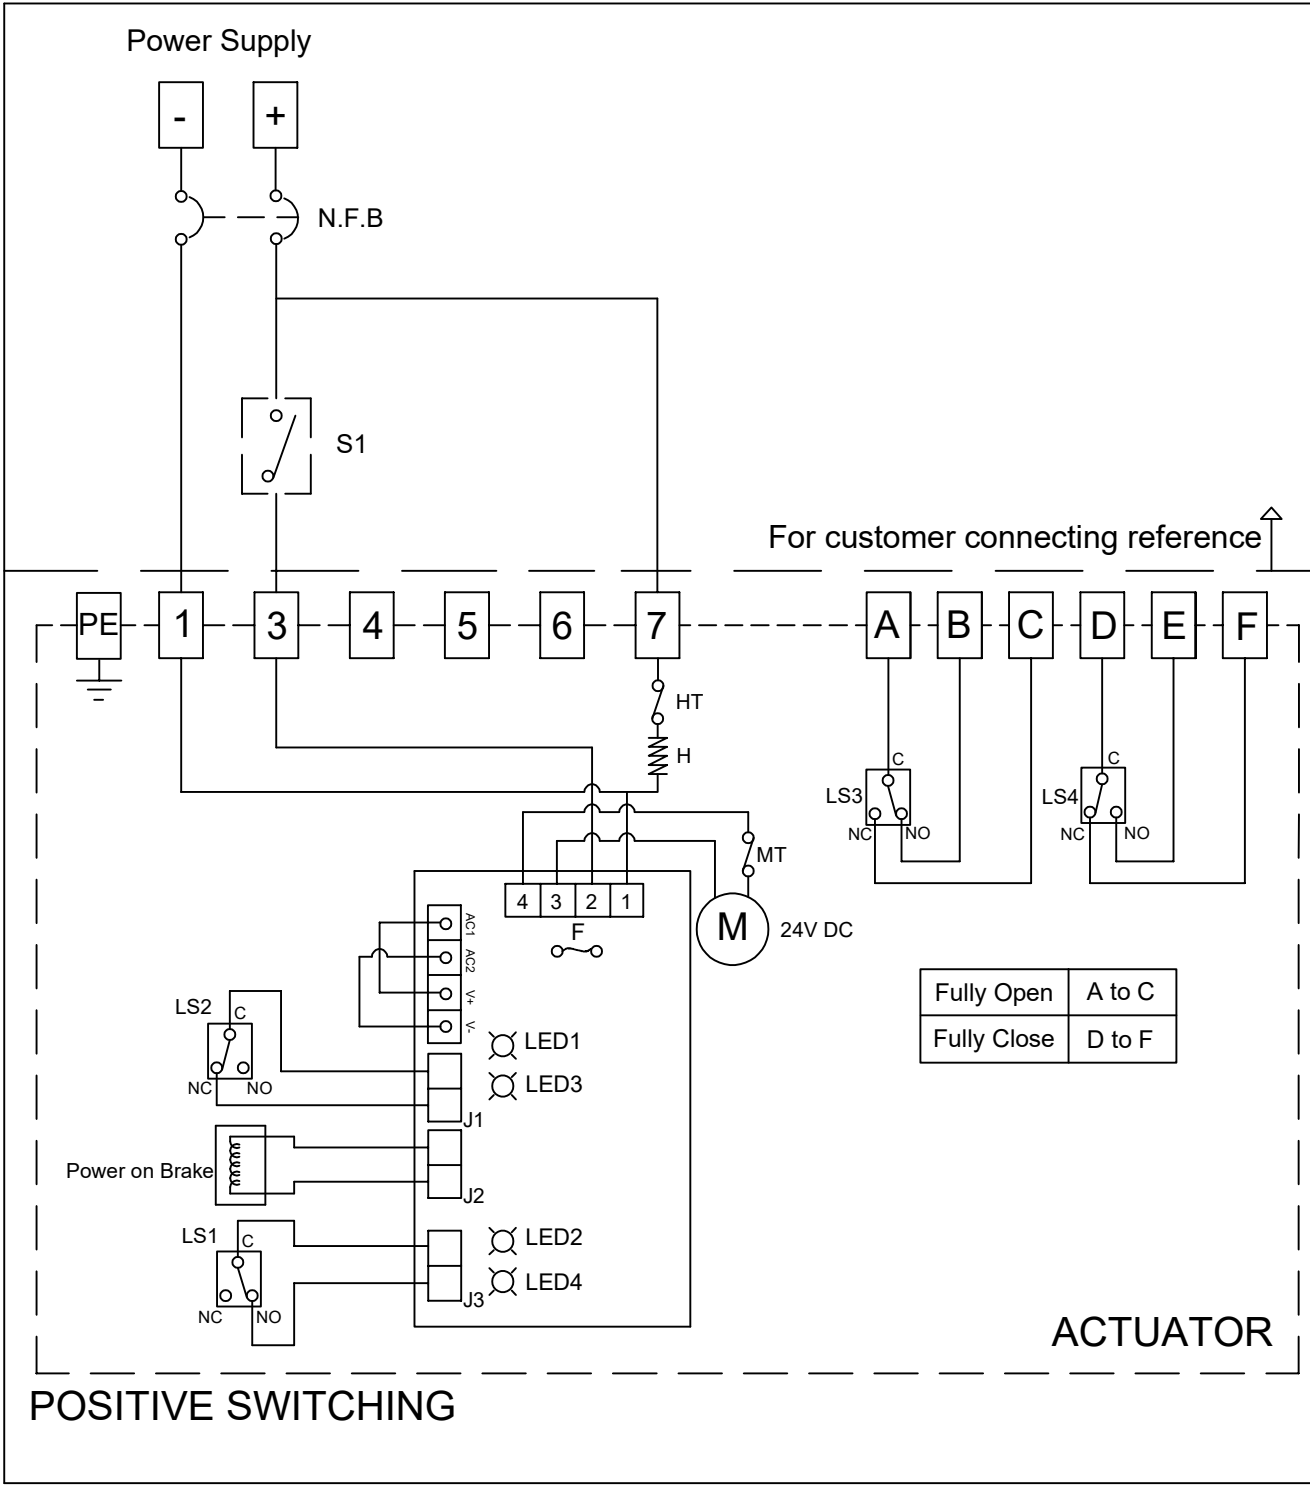 Power Supply
- +
N.F.B
S1
For customer connecting reference
PE 1 3 4 5 6 7 A B C D E F
HT
H
C
LS3
NC NO
C
LS4
NC NO
MT
4 3 2 1
F
M 24V DC
AC1
AC2
V+
V-
Fully Open A to C
Fully Close D to F
LS2
C
NC NO
LED1
LED3
J1
Power on Brake
J2
LS1
C
NC NO
LED2
LED4
J3
ACTUATOR
POSITIVE SWITCHING